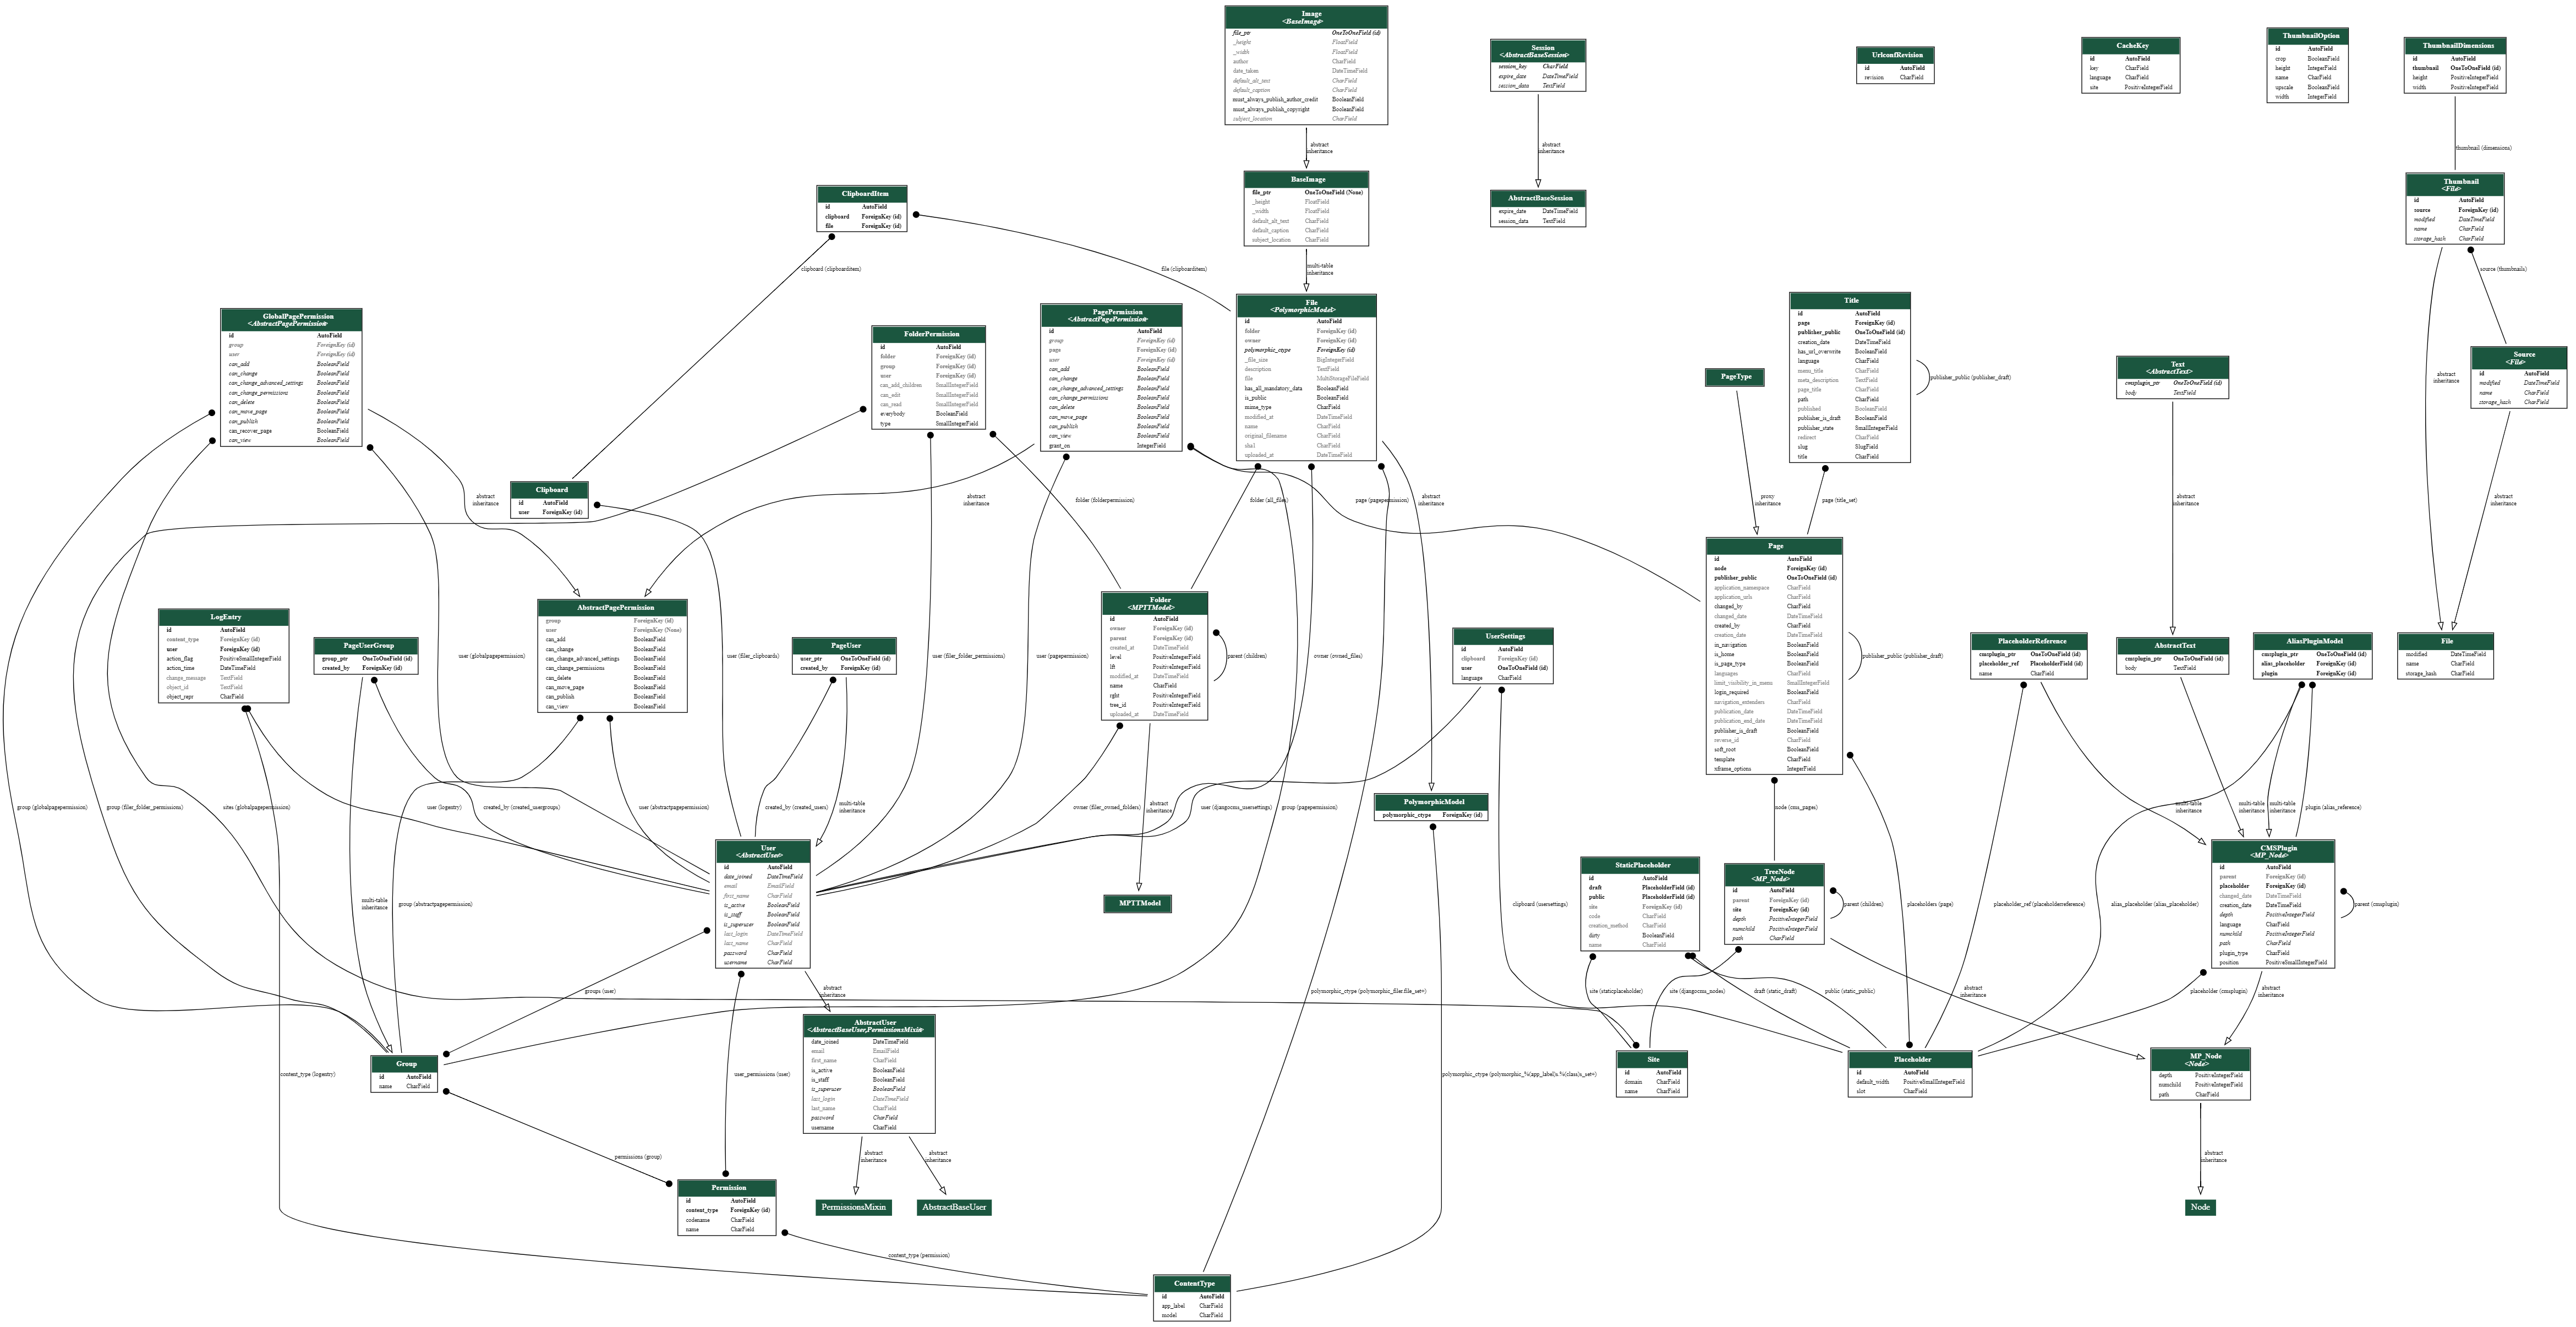 Image
<BaseImage>
file_ptr OneToOneField (id)
_height FloatField
_width FloatField
author CharField
date_taken DateTimeField
default_alt_text CharField
default_caption CharField
must_always_publish_author_credit BooleanField
must_always_publish_copyright BooleanField
subject_location CharField
Session
<AbstractBaseSession>
session_key CharField
expire_date DateTimeField
session_data TextField
UrlconfRevision
id AutoField
revision CharField
CacheKey
id AutoField
key CharField
language CharField
site PositiveIntegerField
ThumbnailOption
id AutoField
crop BooleanField
height IntegerField
name CharField
upscale BooleanField
width IntegerField
ThumbnailDimensions
id AutoField
thumbnail OneToOneField (id)
height PositiveIntegerField
width PositiveIntegerField
abstract
inheritance
abstract
inheritance
thumbnail (dimensions)
ClipboardItem
id AutoField
clipboard ForeignKey (id)
file ForeignKey (id)
BaseImage
file_ptr OneToOneField (None)
_height FloatField
_width FloatField
default_alt_text CharField
default_caption CharField
subject_location CharField
AbstractBaseSession
expire_date DateTimeField
session_data TextField
Thumbnail
<File>
id AutoField
source ForeignKey (id)
modified DateTimeField
name CharField
storage_hash CharField
clipboard (clipboarditem)
file (clipboarditem)
multi-table
inheritance
source (thumbnails)
GlobalPagePermission
<AbstractPagePermission>
id AutoField
group ForeignKey (id)
user ForeignKey (id)
can_add BooleanField
can_change BooleanField
can_change_advanced_settings BooleanField
can_change_permissions BooleanField
can_delete BooleanField
can_move_page BooleanField
can_publish BooleanField
can_recover_page BooleanField
can_view BooleanField
FolderPermission
id AutoField
folder ForeignKey (id)
group ForeignKey (id)
user ForeignKey (id)
can_add_children SmallIntegerField
can_edit SmallIntegerField
can_read SmallIntegerField
everybody BooleanField
type SmallIntegerField
PagePermission
<AbstractPagePermission>
id AutoField
group ForeignKey (id)
page ForeignKey (id)
user ForeignKey (id)
can_add BooleanField
can_change BooleanField
can_change_advanced_settings BooleanField
can_change_permissions BooleanField
can_delete BooleanField
can_move_page BooleanField
can_publish BooleanField
can_view BooleanField
grant_on IntegerField
File
<PolymorphicModel>
id AutoField
folder ForeignKey (id)
owner ForeignKey (id)
polymorphic_ctype ForeignKey (id)
_file_size BigIntegerField
description TextField
file MultiStorageFileField
has_all_mandatory_data BooleanField
is_public BooleanField
mime_type CharField
modified_at DateTimeField
name CharField
original_filename CharField
sha1 CharField
uploaded_at DateTimeField
PageType
Title
id AutoField
page ForeignKey (id)
publisher_public OneToOneField (id)
creation_date DateTimeField
has_url_overwrite BooleanField
language CharField
menu_title CharField
meta_description TextField
page_title CharField
path CharField
published BooleanField
publisher_is_draft BooleanField
publisher_state SmallIntegerField
redirect CharField
slug SlugField
title CharField
publisher_public (publisher_draft)
Text
<AbstractText>
cmsplugin_ptr OneToOneField (id)
body TextField
abstract
inheritance
Source
<File>
id AutoField
modified DateTimeField
name CharField
storage_hash CharField
Clipboard
id AutoField
user ForeignKey (id)
abstract
inheritance
abstract
inheritance
folder (folderpermission)
folder (all_files)
page (pagepermission)
abstract
inheritance
proxy
inheritance
page (title_set)
abstract
inheritance
abstract
inheritance
Page
id AutoField
node ForeignKey (id)
publisher_public OneToOneField (id)
application_namespace CharField
application_urls CharField
changed_by CharField
changed_date DateTimeField
created_by CharField
creation_date DateTimeField
in_navigation BooleanField
is_home BooleanField
is_page_type BooleanField
languages CharField
limit_visibility_in_menu SmallIntegerField
login_required BooleanField
navigation_extenders CharField
publication_date DateTimeField
publication_end_date DateTimeField
publisher_is_draft BooleanField
reverse_id CharField
soft_root BooleanField
template CharField
xframe_options IntegerField
publisher_public (publisher_draft)
LogEntry
id AutoField
content_type ForeignKey (id)
user ForeignKey (id)
action_flag PositiveSmallIntegerField
action_time DateTimeField
change_message TextField
object_id TextField
object_repr CharField
PageUserGroup
group_ptr OneToOneField (id)
created_by ForeignKey (id)
user (globalpagepermission)
AbstractPagePermission
group ForeignKey (id)
user ForeignKey (None)
can_add BooleanField
can_change BooleanField
can_change_advanced_settings BooleanField
can_change_permissions BooleanField
can_delete BooleanField
can_move_page BooleanField
can_publish BooleanField
can_view BooleanField
user (filer_clipboards)
PageUser
user_ptr OneToOneField (id)
created_by ForeignKey (id)
user (filer_folder_permissions)
user (pagepermission)
Folder
<MPTTModel>
id AutoField
owner ForeignKey (id)
parent ForeignKey (id)
created_at DateTimeField
level PositiveIntegerField
lft PositiveIntegerField
modified_at DateTimeField
name CharField
rght PositiveIntegerField
tree_id PositiveIntegerField
uploaded_at DateTimeField
parent (children)
owner (owned_files)
UserSettings
id AutoField
clipboard ForeignKey (id)
user OneToOneField (id)
language CharField
PlaceholderReference
cmsplugin_ptr OneToOneField (id)
placeholder_ref PlaceholderField (id)
name CharField
AbstractText
cmsplugin_ptr OneToOneField (id)
body TextField
AliasPluginModel
cmsplugin_ptr OneToOneField (id)
alias_placeholder ForeignKey (id)
plugin ForeignKey (id)
File
modified DateTimeField
name CharField
storage_hash CharField
group (globalpagepermission)
group (filer_folder_permissions)
sites (globalpagepermission)
user (logentry)
created_by (created_usergroups)
user (abstractpagepermission)
created_by (created_users)
multi-table
inheritance
owner (filer_owned_folders)
abstract
inheritance
user (djangocms_usersettings)
group (pagepermission)
PolymorphicModel
polymorphic_ctype ForeignKey (id)
node (cms_pages)
multi-table
inheritance
multi-table
inheritance
multi-table
inheritance
plugin (alias_reference)
User
<AbstractUser>
id AutoField
date_joined DateTimeField
email EmailField
first_name CharField
is_active BooleanField
is_staff BooleanField
is_superuser BooleanField
last_login DateTimeField
last_name CharField
password CharField
username CharField
multi-table
inheritance
group (abstractpagepermission)
MPTTModel
clipboard (usersettings)
StaticPlaceholder
id AutoField
draft PlaceholderField (id)
public PlaceholderField (id)
site ForeignKey (id)
code CharField
creation_method CharField
dirty BooleanField
name CharField
TreeNode
<MP_Node>
id AutoField
parent ForeignKey (id)
site ForeignKey (id)
depth PositiveIntegerField
numchild PositiveIntegerField
path CharField
parent (children)
placeholders (page)
placeholder_ref (placeholderreference)
alias_placeholder (alias_placeholder)
CMSPlugin
<MP_Node>
id AutoField
parent ForeignKey (id)
placeholder ForeignKey (id)
changed_date DateTimeField
creation_date DateTimeField
depth PositiveIntegerField
language CharField
numchild PositiveIntegerField
path CharField
plugin_type CharField
position PositiveSmallIntegerField
parent (cmsplugin)
groups (user)
abstract
inheritance
polymorphic_ctype (polymorphic_filer.file_set+)
site (staticplaceholder)
site (djangocms_nodes)
draft (static_draft)
public (static_public)
abstract
inheritance
placeholder (cmsplugin)
abstract
inheritance
AbstractUser
<AbstractBaseUser,PermissionsMixin>
date_joined DateTimeField
email EmailField
first_name CharField
is_active BooleanField
is_staff BooleanField
is_superuser BooleanField
last_login DateTimeField
last_name CharField
password CharField
username CharField
Group
id AutoField
name CharField
content_type (logentry)
user_permissions (user)
polymorphic_ctype (polymorphic_%(app_label)s.%(class)s_set+)
Site
id AutoField
domain CharField
name CharField
Placeholder
id AutoField
default_width PositiveSmallIntegerField
slot CharField
MP_Node
<Node>
depth PositiveIntegerField
numchild PositiveIntegerField
path CharField
permissions (group)
abstract
inheritance
abstract
inheritance
abstract
inheritance
Permission
id AutoField
content_type ForeignKey (id)
codename CharField
name CharField
PermissionsMixin
AbstractBaseUser
Node
content_type (permission)
ContentType
id AutoField
app_label CharField
model CharField